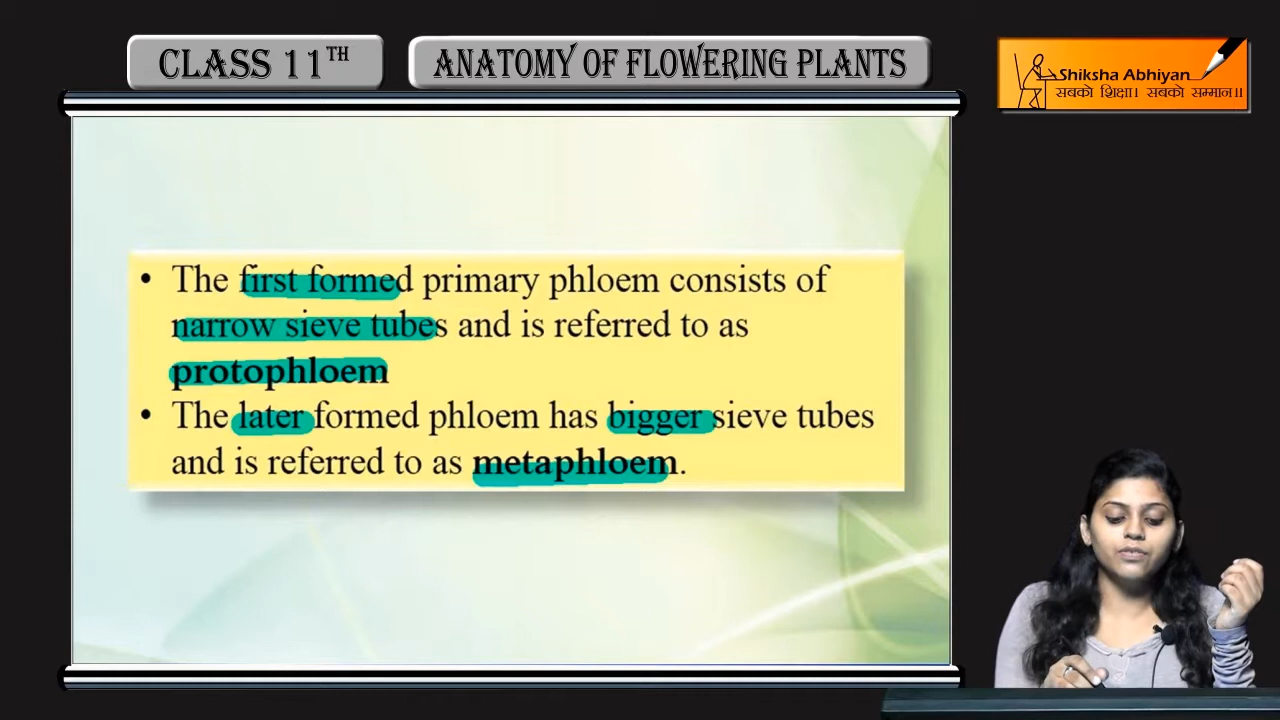 CLASS 11TH
ANATOMY OF FLOWERING PLANTS
Shiksha Abhiyan
सबको शिक्षा। सबको सम्मान॥
• The first formed primary phloem consists of
narrow sieve tubes and is referred to as
protophloem
• The later formed phloem has bigger sieve tubes
and is referred to as metaphloem.